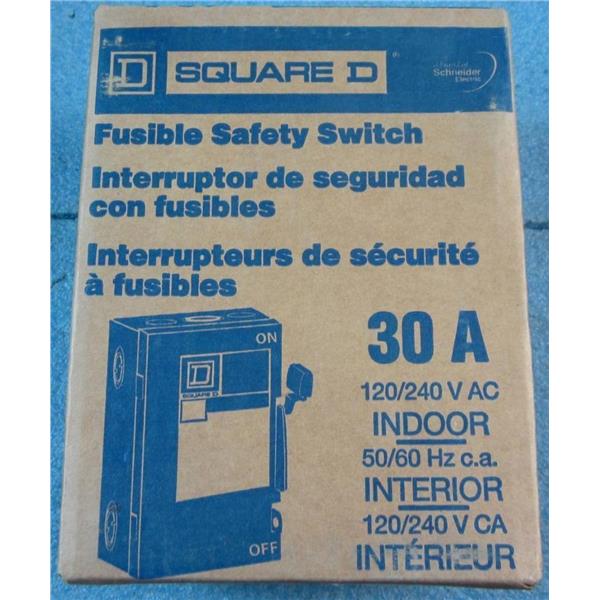 D SQUARE D ®
Schneider
Electric
Fusible Safety Switch
Interruptor de seguridad
con fusibles
Interrupteurs de sécurité
à fusibles
ON
D
SQUARE D
OFF
30 A
120/240 V AC
INDOOR
50/60 Hz c.a.
INTERIOR
120/240 V CA
INTÉRIEUR